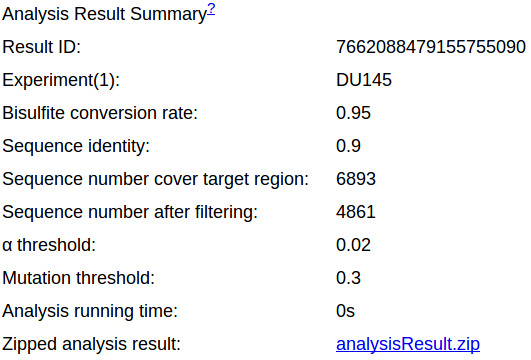 Analysis Result Summary?
Result ID: 7662088479155755090
Experiment(1): DU145
Bisulfite conversion rate: 0.95
Sequence identity: 0.9
Sequence number cover target region: 6893
Sequence number after filtering: 4861
α threshold: 0.02
Mutation threshold: 0.3
Analysis running time: 0s
Zipped analysis result: analysisResult.zip